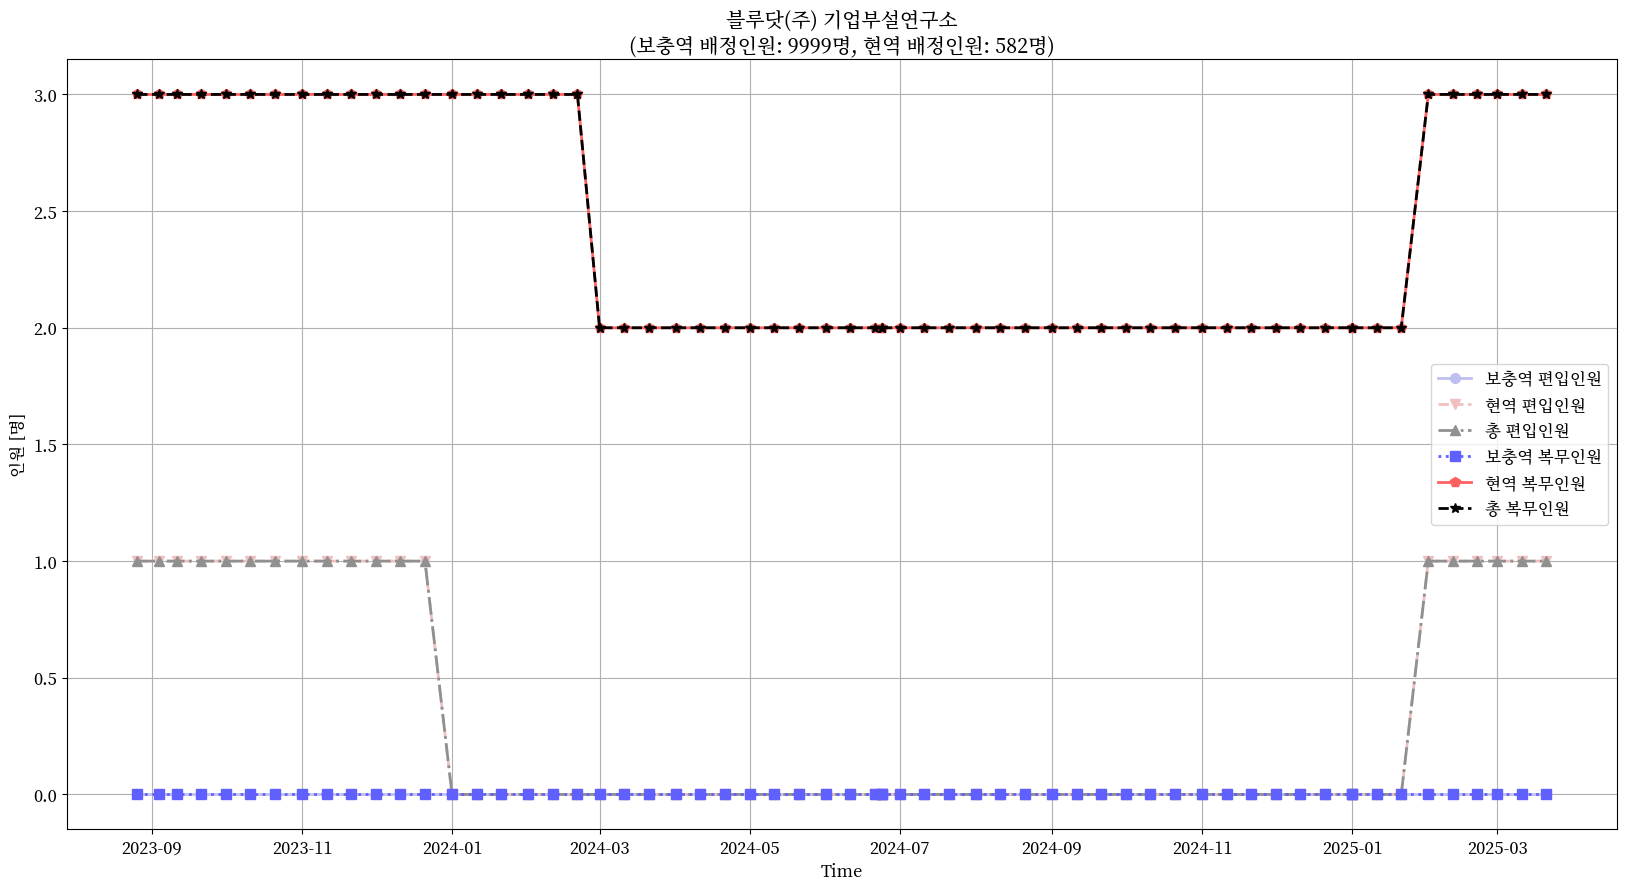 블루닷(주) 기업부설연구소
(보충역 배정인원: 9999명, 현역 배정인원: 582명)
3.0
2.5
2.0
1.5
1.0
0.5
0.0
인원 [명]
보충역 편입인원
현역 편입인원
총 편입인원
보충역 복무인원
현역 복무인원
총 복무인원
2023-09 2023-11 2024-01 2024-03 2024-05 2024-07 2024-09 2024-11 2025-01 2025-03
Time